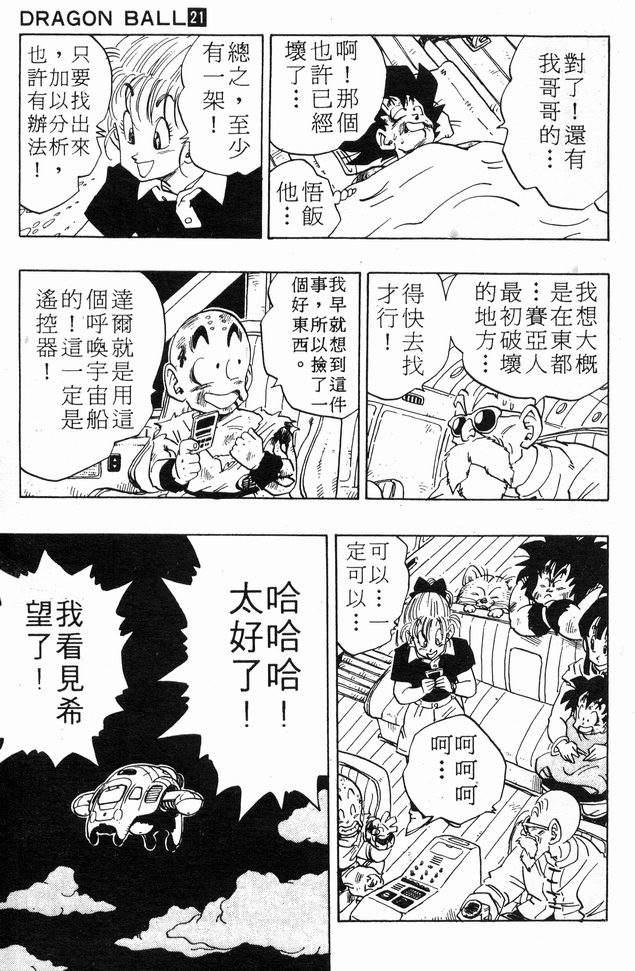 DRAGON BALL 21
對了！還有
我哥哥的…
啊！那個
也許已經
壞了…
悟飯
他…
總之，至少
有一架！
只要找出來
，加以分析，
也許有辦法！
我想大概
是在東都
…賽亞人
最初破壞
的地方…
得快去找
才行！
我早就想到這件
事，所以撿了一
個好東西。
達爾就是用這
個呼喚宇宙船
的！這一定是
遙控器！
可以…一
定可以…
呵呵呵
呵…
哈哈哈！
太好了！
我看見希
望了！